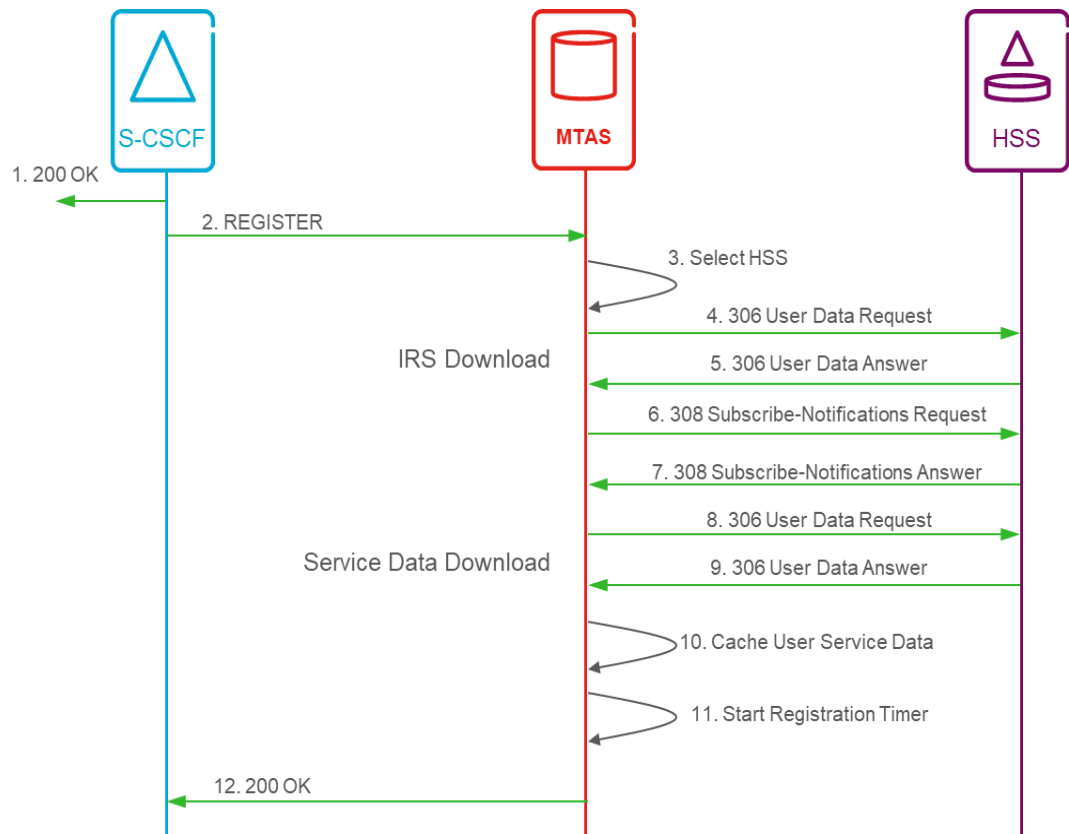 S-CSCF
MTAS
HSS
1. 200 OK
2. REGISTER
3. Select HSS
4. 306 User Data Request
IRS Download
5. 306 User Data Answer
6. 308 Subscribe-Notifications Request
7. 308 Subscribe-Notifications Answer
8. 306 User Data Request
Service Data Download
9. 306 User Data Answer
10. Cache User Service Data
11. Start Registration Timer
12. 200 OK